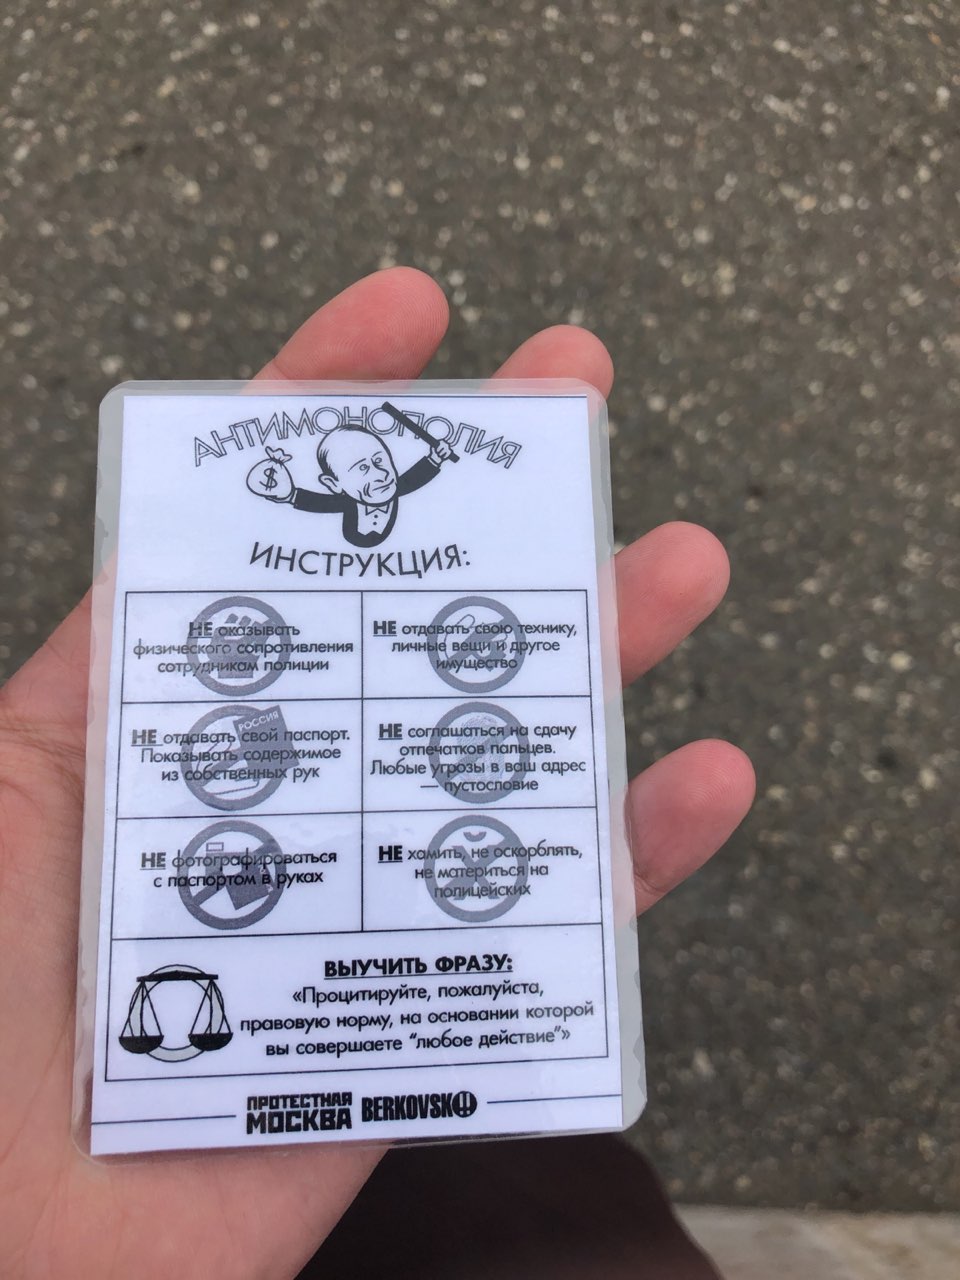 АНТИМОНОПОЛИЯ
$
ИНСТРУКЦИЯ:
НЕ оказывать
физического сопротивления
сотрудникам полиции
НЕ отдавать свою технику,
личные вещи и другое
имущество
РОССИЯ
НЕ отдавать свой паспорт.
Показывать содержимое
из собственных рук
НЕ соглашаться на сдачу
отпечатков пальцев.
Любые угрозы в ваш адрес
— пустословие
НЕ фотографироваться
с паспортом в руках
НЕ хамить, не оскорблять,
не материться на
полицейских
ВЫУЧИТЬ ФРАЗУ:
«Процитируйте, пожалуйста,
правовую норму, на основании которой
вы совершаете "любое действие"»
ПРОТЕСТНАЯ
МОСКВА
BERKOVSKO